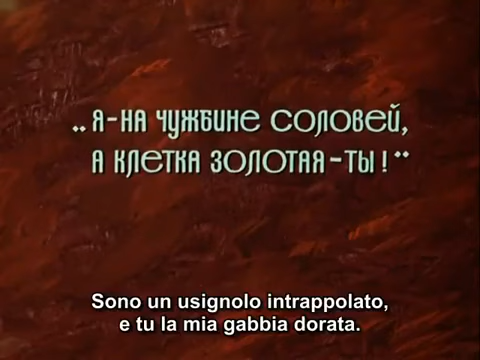 „Я-НА ЧУЖБИНЕ СОЛОВЕЙ,
А КЛЕТКА ЗОЛОТАЯ-ТЫ!“
Sono un usignolo intrappolato,
e tu la mia gabbia dorata.